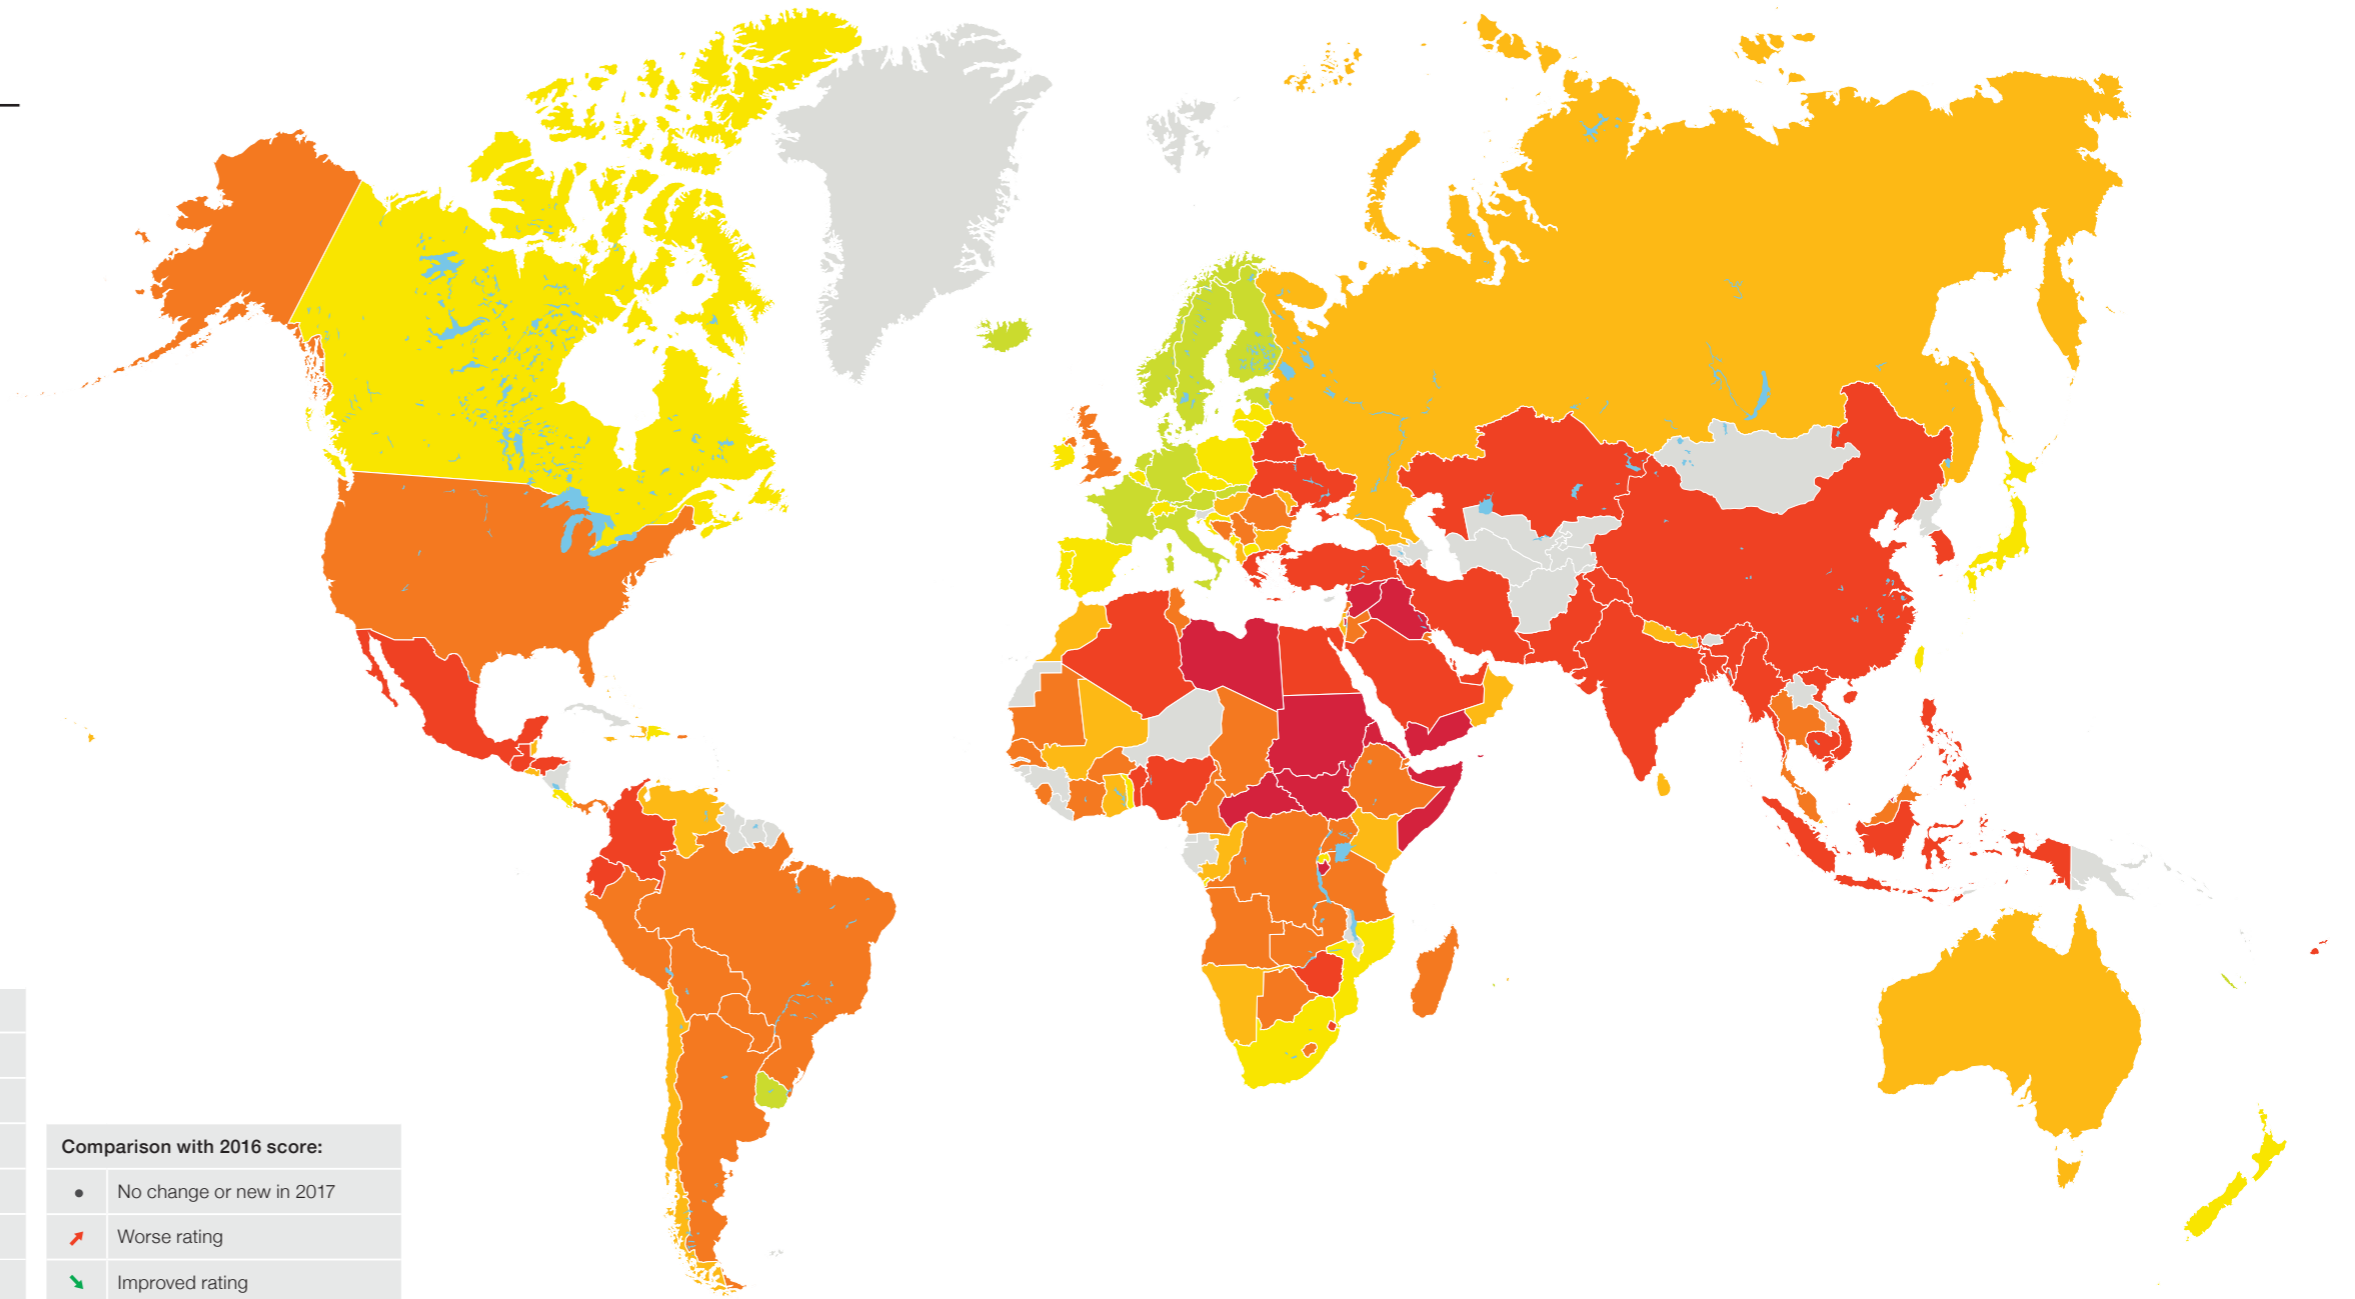 Comparison with 2016 score:
No change or new in 2017
Worse rating
Improved rating